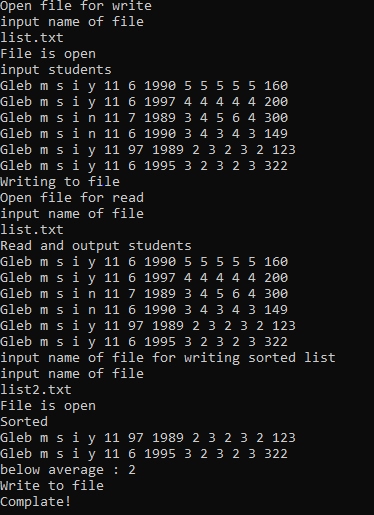 Open file for write
input name of file
list.txt
File is open
input students
Gleb m s i y 11 6 1990 5 5 5 5 5 160
Gleb m s i y 11 6 1997 4 4 4 4 4 200
Gleb m s i n 11 7 1989 3 4 5 6 4 300
Gleb m s i n 11 6 1990 3 4 3 4 3 149
Gleb m s i y 11 97 1989 2 3 2 3 2 123
Gleb m s i y 11 6 1995 3 2 3 2 3 322
Writing to file
Open file for read
input name of file
list.txt
Read and output students
Gleb m s i y 11 6 1990 5 5 5 5 5 160
Gleb m s i y 11 6 1997 4 4 4 4 4 200
Gleb m s i n 11 7 1989 3 4 5 6 4 300
Gleb m s i n 11 6 1990 3 4 3 4 3 149
Gleb m s i y 11 97 1989 2 3 2 3 2 123
Gleb m s i y 11 6 1995 3 2 3 2 3 322
input name of file for writing sorted list
input name of file
list2.txt
File is open
Sorted
Gleb m s i y 11 97 1989 2 3 2 3 2 123
Gleb m s i y 11 6 1995 3 2 3 2 3 322
below average : 2
Write to file
Complate!